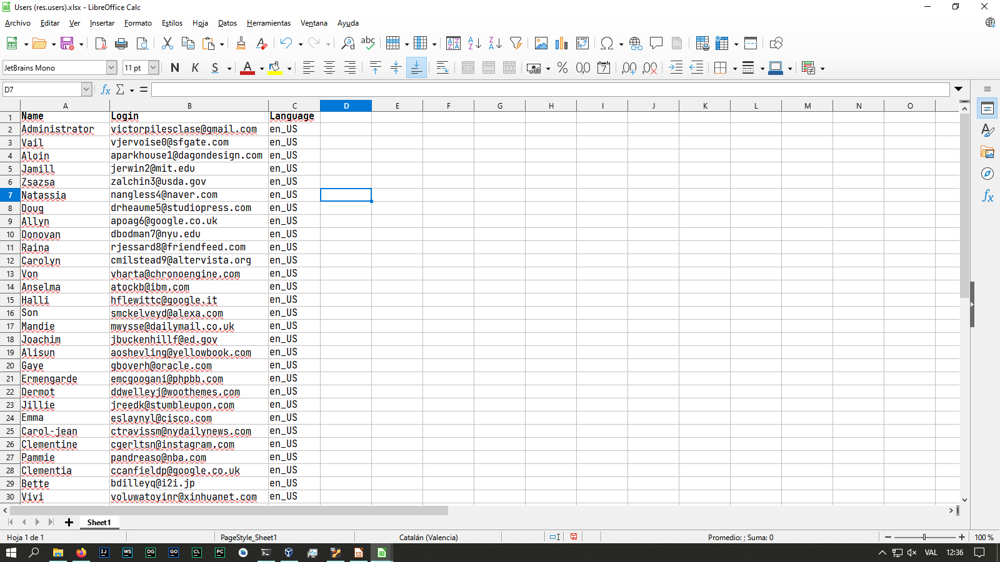 Users (res.users).xlsx - LibreOffice Calc
Archivo Editar Ver Insertar Formato Estilos Hoja Datos Herramientas Ventana Ayuda
JetBrains Mono 11 pt N K S
D7
A B C D E F G H I J K L M N O
1 Name Login Language
2 Administrator victorpilesclase@gmail.com en_US
3 Vail vjervoise0@sfgate.com en_US
4 Aloin aparkhouse1@dagondesign.com en_US
5 Jamill jerwin2@mit.edu en_US
6 Zsazsa zalchin3@usda.gov en_US
7 Natassia nangless4@naver.com en_US
8 Doug drheaume5@studiopress.com en_US
9 Allyn apoag6@google.co.uk en_US
10 Donovan dbodman7@nyu.edu en_US
11 Raina rjessard8@friendfeed.com en_US
12 Carolyn cmilstead9@altervista.org en_US
13 Von vharta@chronoengine.com en_US
14 Anselma atockb@ibm.com en_US
15 Halli hflewittc@google.it en_US
16 Son smckelveyd@alexa.com en_US
17 Mandie mwysse@dailymail.co.uk en_US
18 Joachim jbuckenhillf@ed.gov en_US
19 Alisun aoshevling@yellowbook.com en_US
20 Gaye gboverh@oracle.com en_US
21 Ermengarde emcgoogani@phpbb.com en_US
22 Dermot ddwelleyj@woothemes.com en_US
23 Jillie jreedk@stumbleupon.com en_US
24 Emma eslaynyl@cisco.com en_US
25 Carol-jean ctravissm@nydailynews.com en_US
26 Clementine cgerltsn@instagram.com en_US
27 Pammie pandreaso@nba.com en_US
28 Clementia ccanfieldp@google.co.uk en_US
29 Bette bdilleyq@i2i.jp en_US
30 Vivi voluwatoyinr@xinhuanet.com en_US
Sheet1
Hoja 1 de 1 PageStyle_Sheet1 Catalán (Valencia) Promedio: ; Suma: 0 100 %
IJ WS DG GO CL PC VAL 12:36